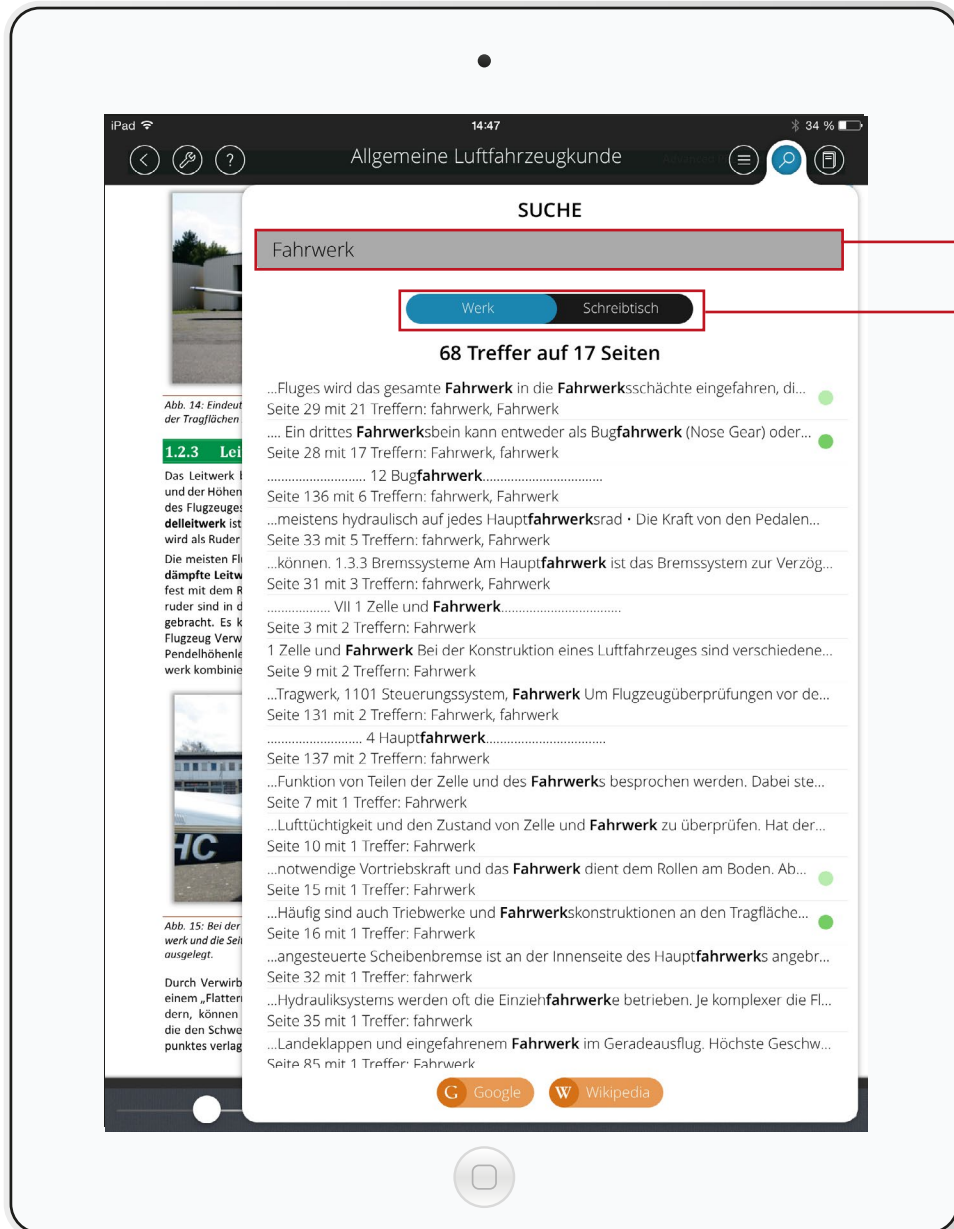 iPad
14:47
34 %
Allgemeine Luftfahrzeugkunde
SUCHE
Fahrwerk
Werk
Schreibtisch
68 Treffer auf 17 Seiten
...Fluges wird das gesamte Fahrwerk in die Fahrwerksschächte eingefahren, di...
Seite 29 mit 21 Treffern: fahrwerk, Fahrwerk
.... Ein drittes Fahrwerksbein kann entweder als Bugfahrwerk (Nose Gear) oder...
Seite 28 mit 17 Treffern: Fahrwerk, fahrwerk
............................ 12 Bugfahrwerk..................................
Seite 136 mit 6 Treffern: fahrwerk, Fahrwerk
...meistens hydraulisch auf jedes Hauptfahrwerksrad • Die Kraft von den Pedalen...
Seite 33 mit 5 Treffern: fahrwerk, Fahrwerk
...können. 1.3.3 Bremssysteme Am Hauptfahrwerk ist das Bremssystem zur Verzög...
Seite 31 mit 3 Treffern: fahrwerk, Fahrwerk
.................. VII 1 Zelle und Fahrwerk..................................
Seite 3 mit 2 Treffern: Fahrwerk
1 Zelle und Fahrwerk Bei der Konstruktion eines Luftfahrzeuges sind verschiedene...
Seite 9 mit 2 Treffern: Fahrwerk
...Tragwerk, 1101 Steuerungssystem, Fahrwerk Um Flugzeugüberprüfungen vor de...
Seite 131 mit 2 Treffern: Fahrwerk, fahrwerk
........................... 4 Hauptfahrwerk..................................
Seite 137 mit 2 Treffern: fahrwerk
...Funktion von Teilen der Zelle und des Fahrwerks besprochen werden. Dabei ste...
Seite 7 mit 1 Treffer: Fahrwerk
...Lufttüchtigkeit und den Zustand von Zelle und Fahrwerk zu überprüfen. Hat der...
Seite 10 mit 1 Treffer: Fahrwerk
...notwendige Vortriebskraft und das Fahrwerk dient dem Rollen am Boden. Ab...
Seite 15 mit 1 Treffer: Fahrwerk
...Häufig sind auch Triebwerke und Fahrwerkskonstruktionen an den Tragfläche...
Seite 16 mit 1 Treffer: Fahrwerk
...angesteuerte Scheibenbremse ist an der Innenseite des Hauptfahrwerks angebr...
Seite 32 mit 1 Treffer: fahrwerk
...Hydrauliksystems werden oft die Einziehfahrwerke betrieben. Je komplexer die Fl...
Seite 35 mit 1 Treffer: fahrwerk
...Landeklappen und eingefahrenem Fahrwerk im Geradeausflug. Höchste Geschw...
Seite 85 mit 1 Treffer: Fahrwerk
G Google
W Wikipedia
Abb. 14: Eindeut
der Tragflächen
1.2.3 Lei
Das Leitwerk
und der Höhen
des Flugzeuges
delleitwerk ist
wird als Ruder
Die meisten Fl
dämpfte Leitw
fest mit dem R
ruder sind in d
gebracht. Es k
Flugzeug Verw
Pendelhöhenle
werk kombinie
HC
Abb. 15: Bei der
werk und die Sei
ausgelegt.
Durch Verwirb
einem „Flatter
dern, können
die den Schwe
punktes verlag